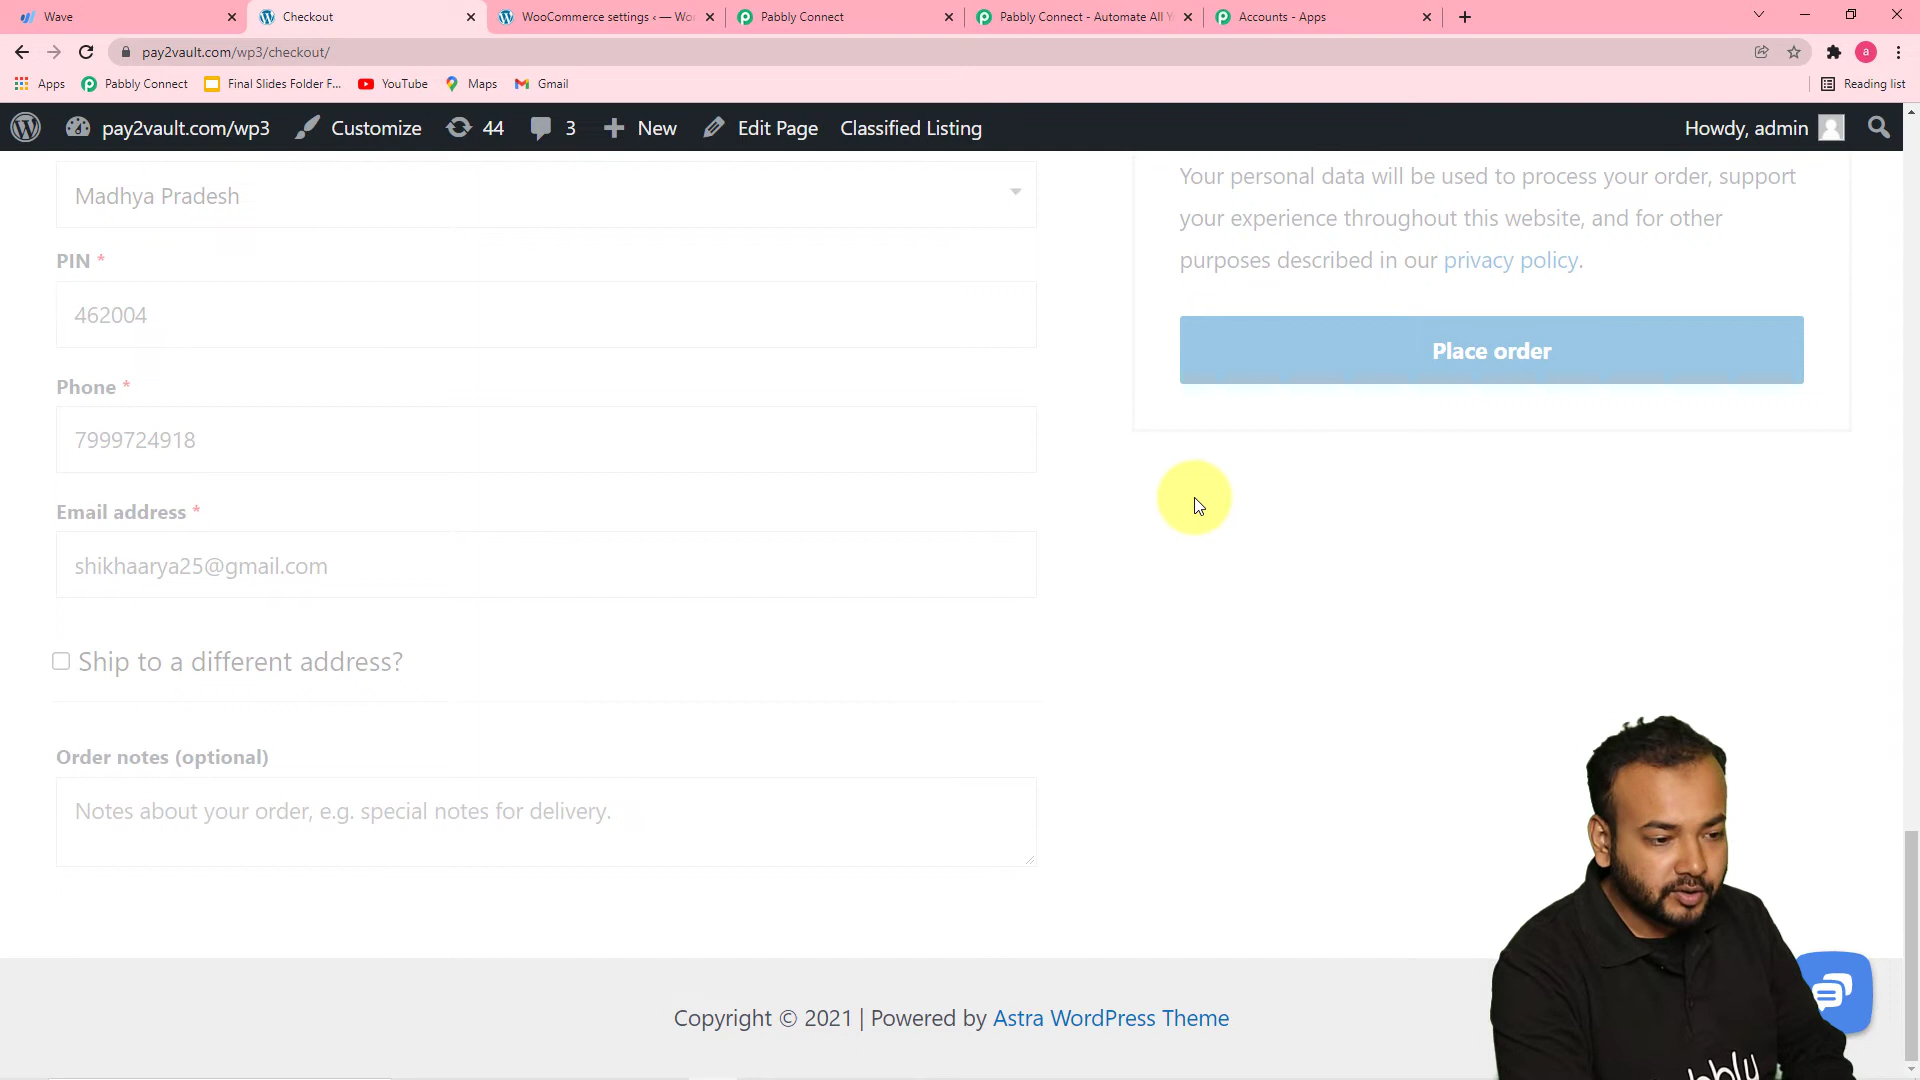 Wave
Checkout
WooCommerce settings ‹ — Wor
Pabbly Connect
Pabbly Connect - Automate All Y
Accounts - Apps
pay2vault.com/wp3/checkout/
Apps
Pabbly Connect
Final Slides Folder F...
YouTube
Maps
Gmail
Reading list
pay2vault.com/wp3
Customize
44
3
New
Edit Page
Classified Listing
Howdy, admin
Madhya Pradesh
PIN *
462004
Phone *
7999724918
Email address *
shikhaarya25@gmail.com
Ship to a different address?
Order notes (optional)
Notes about your order, e.g. special notes for delivery.
Your personal data will be used to process your order, support
your experience throughout this website, and for other
purposes described in our privacy policy.
Place order
Copyright © 2021 | Powered by Astra WordPress Theme